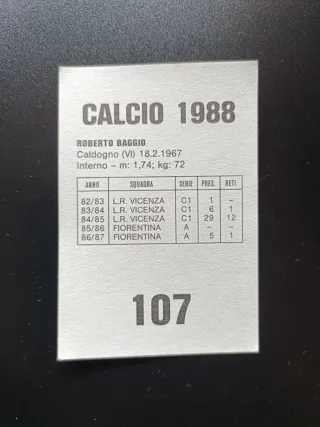 CALCIO 1988
ROBERTO BAGGIO
Caldogno (VI) 18.2.1967
Interno – m: 1,74; kg: 72
ANNO SQUADRA SERIE PRES. RETI
82/83 L.R. VICENZA C1 1 –
83/84 L.R. VICENZA C1 6 1
84/85 L.R. VICENZA C1 29 12
85/86 FIORENTINA A – –
86/87 FIORENTINA A 5 1
107